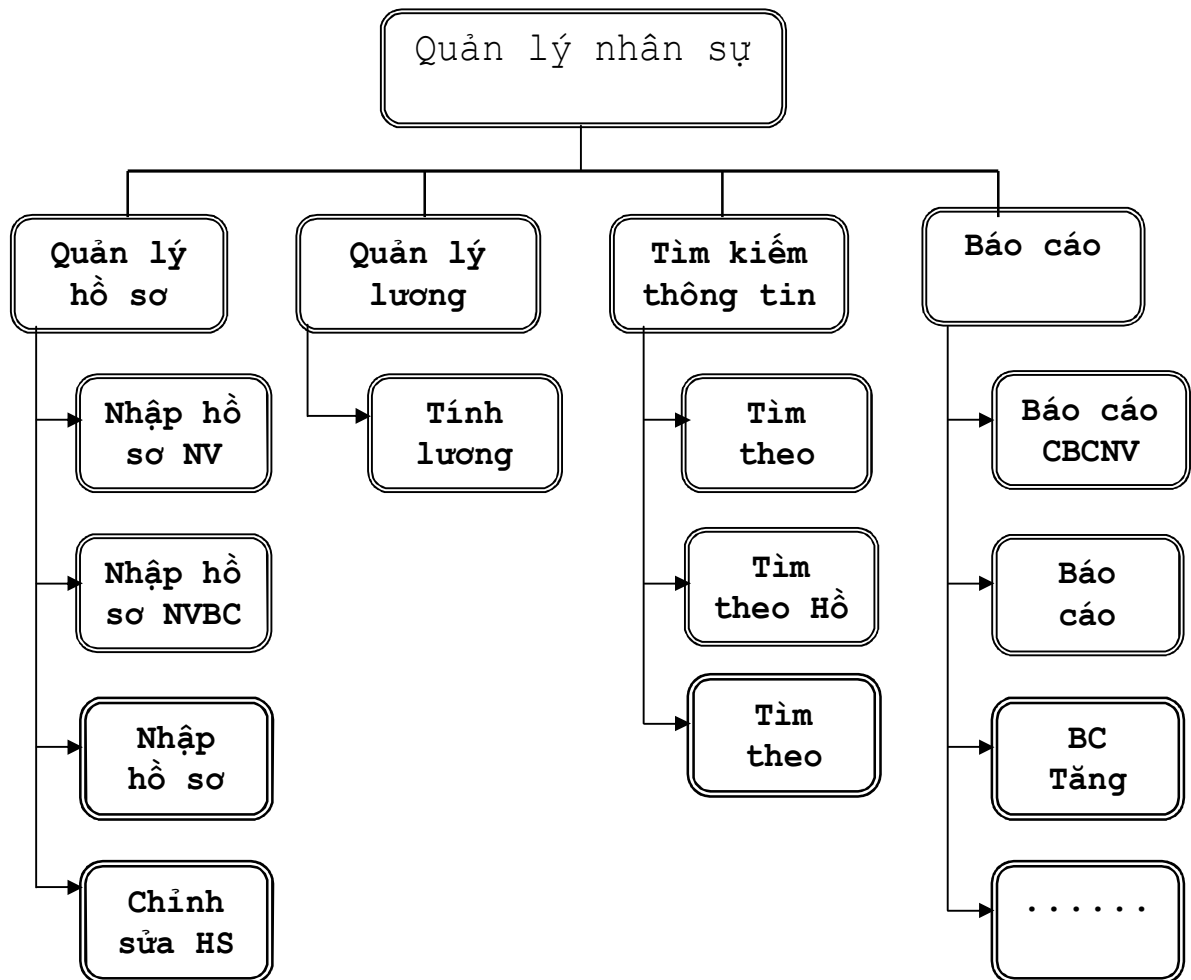 Quản lý nhân sự
Quản lý
hồ sơ
Quản lý
lương
Tìm kiếm
thông tin
Báo cáo
Nhập hồ
sơ NV
Tính
lương
Tìm
theo
Báo cáo
CBCNV
Nhập hồ
sơ NVBC
Tìm
theo Hồ
Báo
cáo
Nhập
hồ sơ
Tìm
theo
BC
Tăng
Chỉnh
sửa HS
......